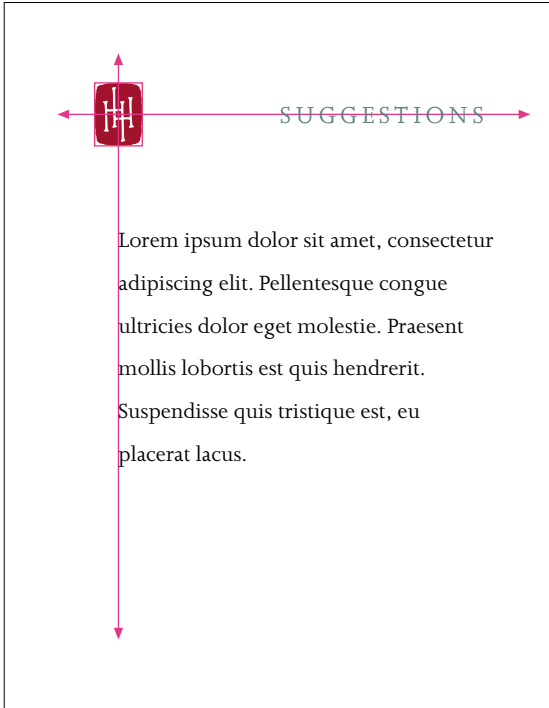 SUGGESTIONS
Lorem ipsum dolor sit amet, consectetur
adipiscing elit. Pellentesque congue
ultricies dolor eget molestie. Praesent
mollis lobortis est quis hendrerit.
Suspendisse quis tristique est, eu
placerat lacus.